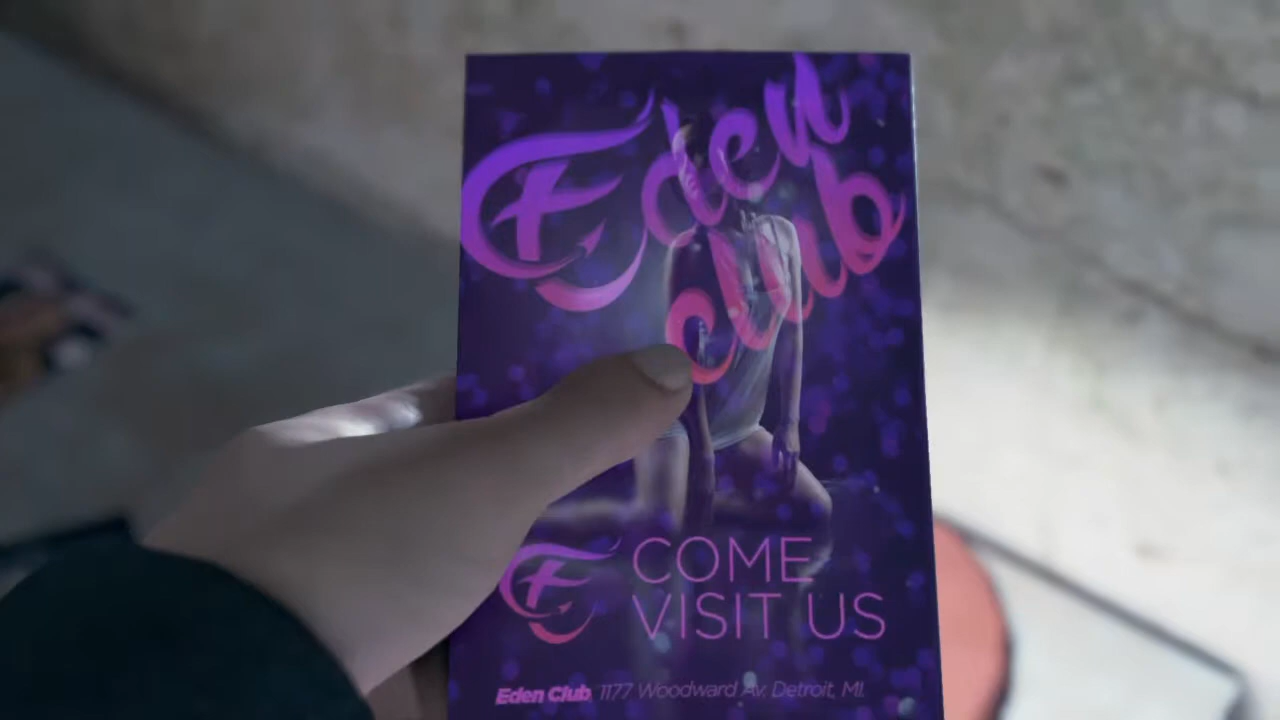 Eden
club
COME
VISIT US
Eden Club 1177 Woodward Av. Detroit, MI.